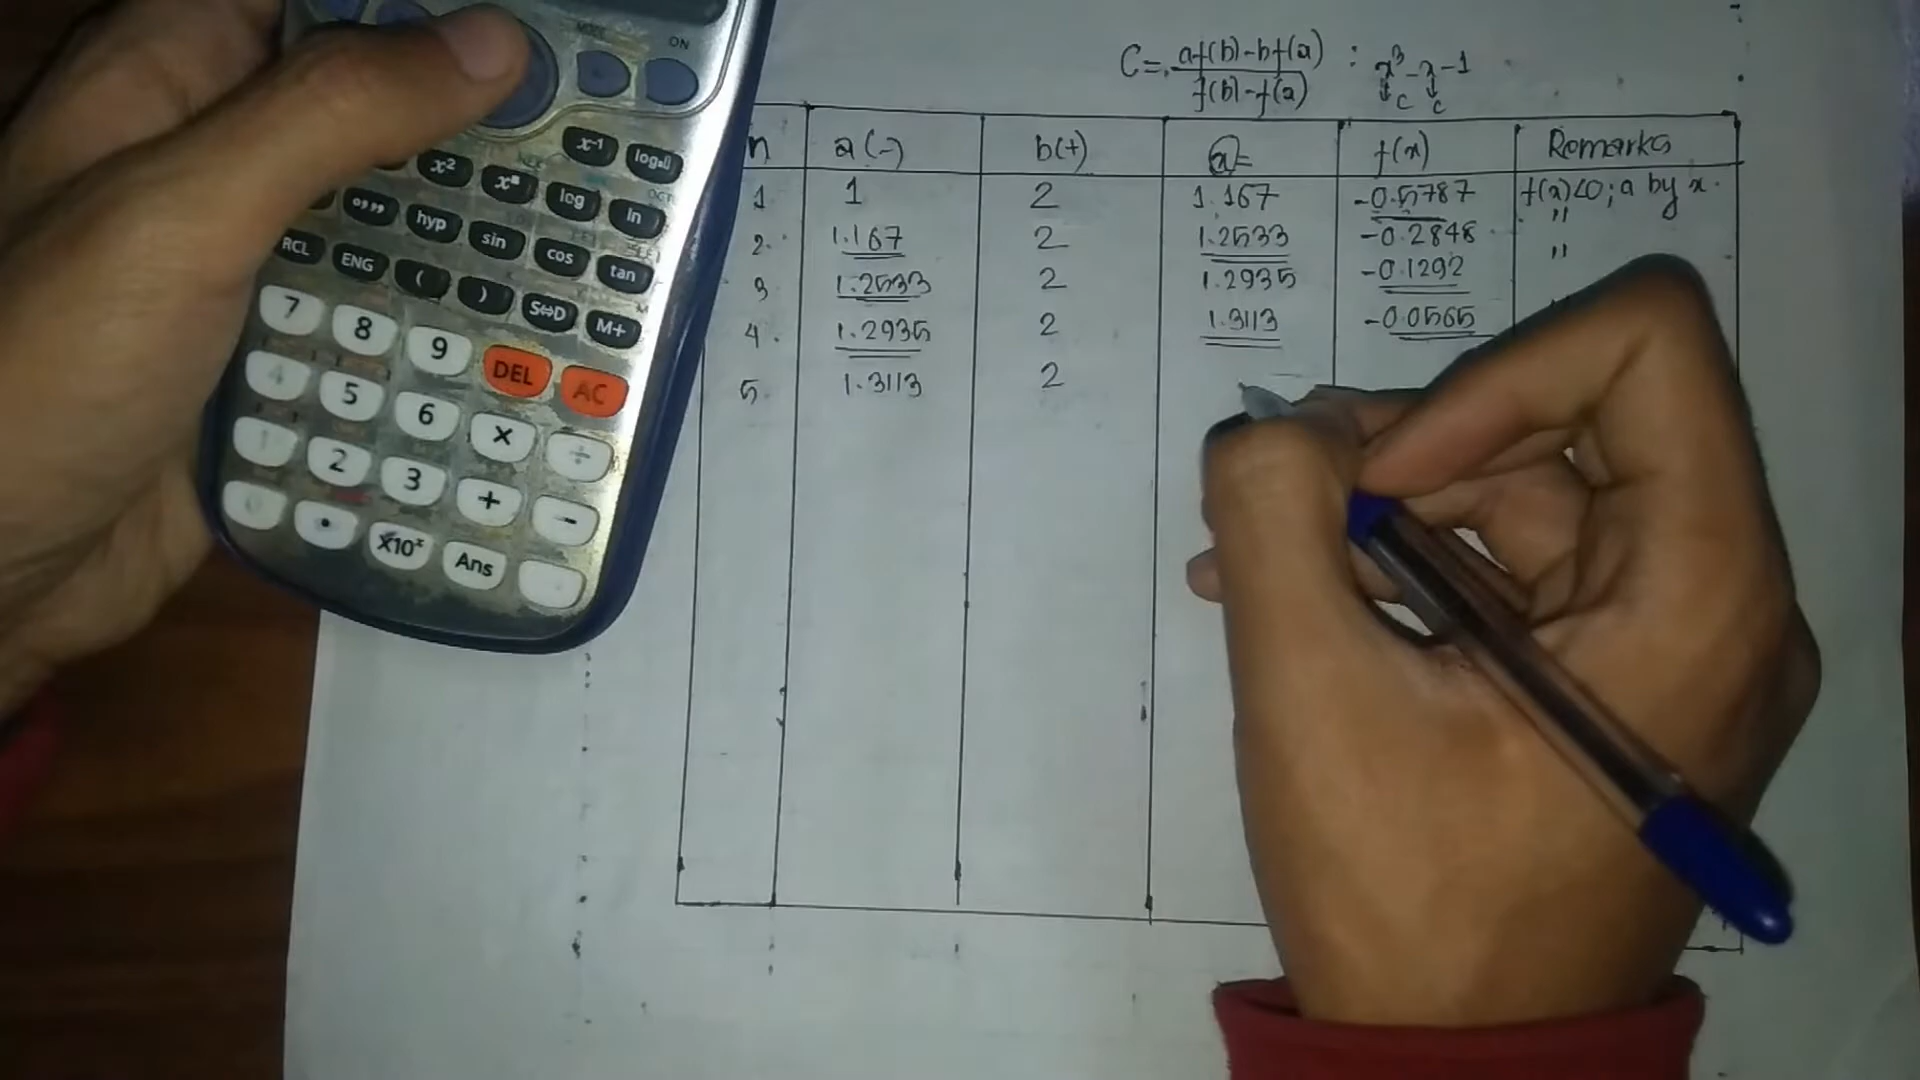 C = af(b)-bf(a) / f(b)-f(a) : x³-x-1
c c
n a(-) b(+) x= f(x) Remarks
1 1 2 1.167 -0.5787 f(x)<0; a by x.
2. 1.167 2 1.2533 -0.2848 "
3 1.2533 2 1.2935 -0.1292 "
4. 1.2935 2 1.3113 -0.0565 "
5. 1.3113 2
MODE ON
x⁻¹
x² xⁿ log ln
hyp sin cos tan
RCL ENG ( ) S⇔D M+
7 8 9 DEL AC
4 5 6 × ÷
1 2 3 + −
0 • ×10ˣ Ans